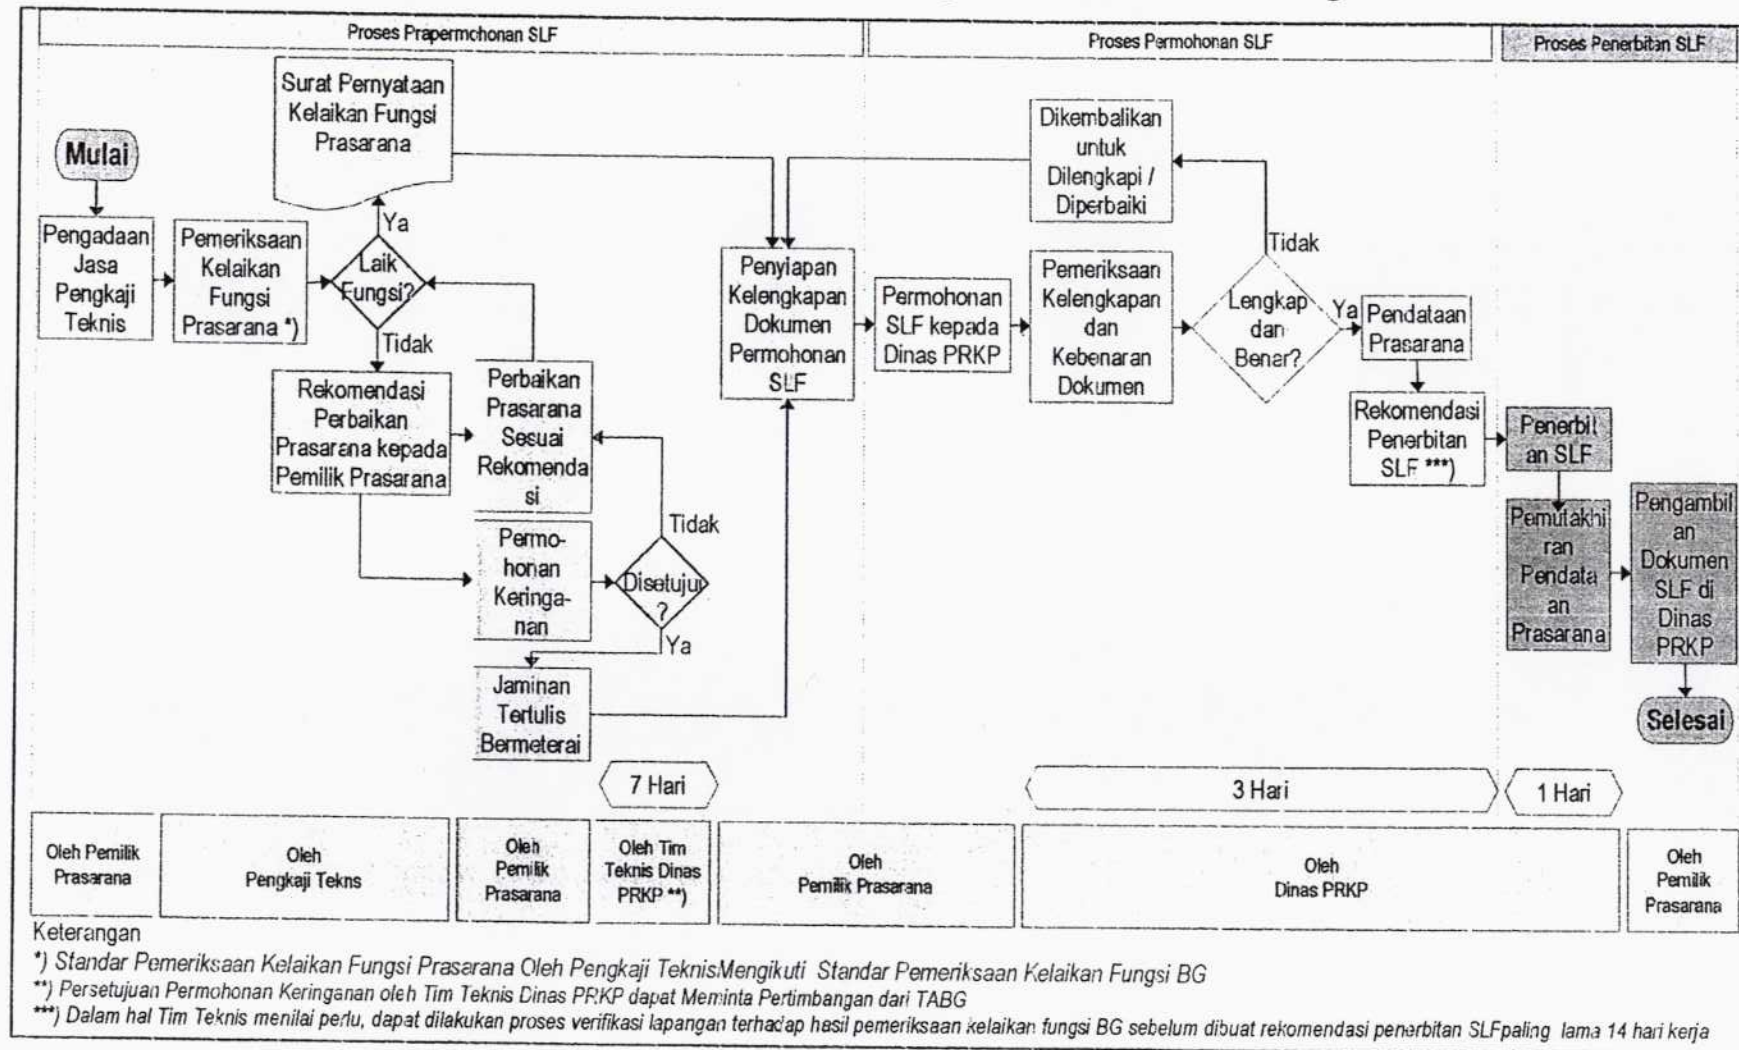 Proses Prapermohonan SLF
Proses Permohonan SLF
Proses Penerbitan SLF
Mulai
Pengadaan
Jasa
Pengkaji
Teknis
Pemeriksaan
Kelaikan
Fungsi
Prasarana *)
Laik
Fungsi?
Ya
Surat Pernyataan
Kelaikan Fungsi
Prasarana
Tidak
Rekomendasi
Perbaikan
Prasarana kepada
Pemilik Prasarana
Perbaikan
Prasarana
Sesuai
Rekomenda
si
Permo-
honan
Keringa-
nan
Disetujui
?
Tidak
Ya
Jaminan
Tertulis
Bermeterai
Penyiapan
Kelengkapan
Dokumen
Permohonan
SLF
Permohonan
SLF kepada
Dinas PRKP
Pemeriksaan
Kelengkapan
dan
Kebenaran
Dokumen
Lengkap
dan
Benar?
Tidak
Dikembalikan
untuk
Dilengkapi /
Diperbaiki
Ya
Pendataan
Prasarana
Rekomendasi
Penerbitan
SLF ***)
Penerbit
an SLF
Pemutakhi
ran
Pendata
an
Prasarana
Pengambil
an
Dokumen
SLF di
Dinas
PRKP
Selesai
7 Hari
3 Hari
1 Hari
Oleh Pemilik
Prasarana
Oleh
Pengkaji Tekns
Oleh
Pemilik
Prasarana
Oleh Tim
Teknis Dinas
PRKP **)
Oleh
Pemilik Prasarana
Oleh
Dinas PRKP
Oleh
Pemilik
Prasarana
Keterangan
*) Standar Pemeriksaan Kelaikan Fungsi Prasarana Oleh Pengkaji TeknisMengikuti Standar Pemeriksaan Kelaikan Fungsi BG
**) Persetujuan Permohonan Keringanan oleh Tim Teknis Dinas PRKP dapat Meminta Pertimbangan dari TABG
***) Dalam hal Tim Teknis menilai perlu, dapat dilakukan proses verifikasi lapangan terhadap hasil pemeriksaan kelaikan fungsi BG sebelum dibuat rekomendasi penerbitan SLFpaling lama 14 hari kerja